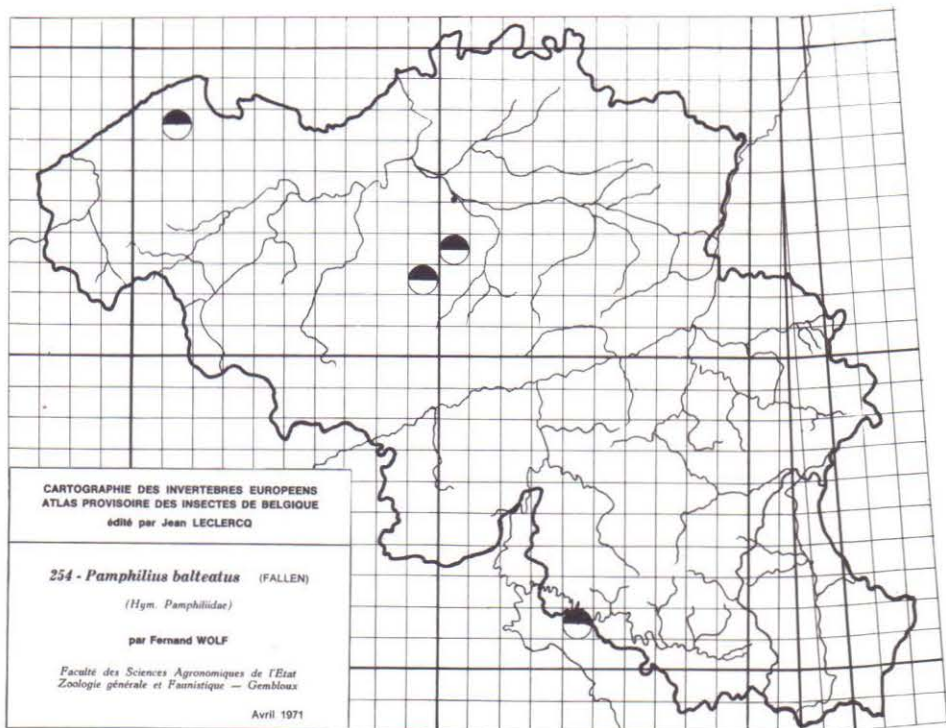 CARTOGRAPHIE DES INVERTEBRES EUROPEENS
ATLAS PROVISOIRE DES INSECTES DE BELGIQUE
édité par Jean LECLERCQ
254 - Pamphilius balteatus (FALLEN)
(Hym. Pamphiliidae)
par Fernand WOLF
Faculté des Sciences Agronomiques de l'Etat
Zoologie générale et Faunistique — Gembloux
Avril 1971